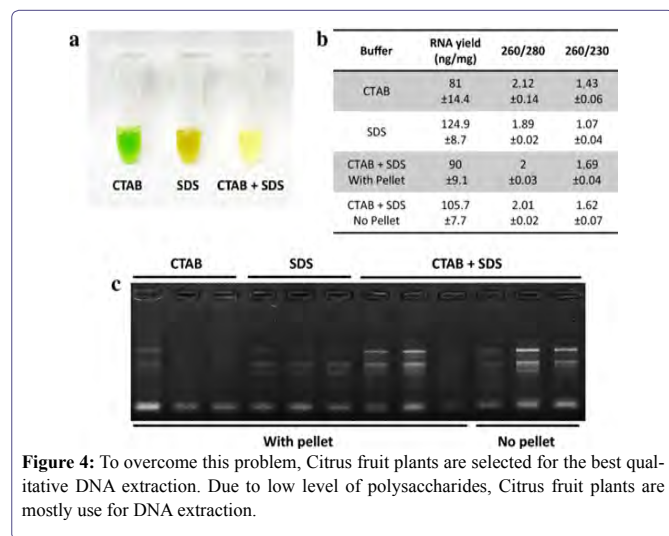 a
CTAB SDS CTAB + SDS
b
Buffer RNA yield (ng/mg) 260/280 260/230
CTAB 81 ±14.4 2.12 ±0.14 1.43 ±0.06
SDS 124.9 ±8.7 1.89 ±0.02 1.07 ±0.04
CTAB + SDS With Pellet 90 ±9.1 2 ±0.03 1.69 ±0.04
CTAB + SDS No Pellet 105.7 ±7.7 2.01 ±0.02 1.62 ±0.07
CTAB SDS CTAB + SDS
c
With pellet No pellet
Figure 4: To overcome this problem, Citrus fruit plants are selected for the best qual-
itative DNA extraction. Due to low level of polysaccharides, Citrus fruit plants are
mostly use for DNA extraction.